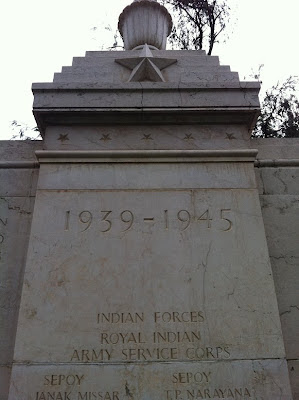 1939-1945
INDIAN FORCES
ROYAL INDIAN
ARMY SERVICE CORPS
SEPOY SEPOY
JANAK MISSAR T.P. NARAYANA